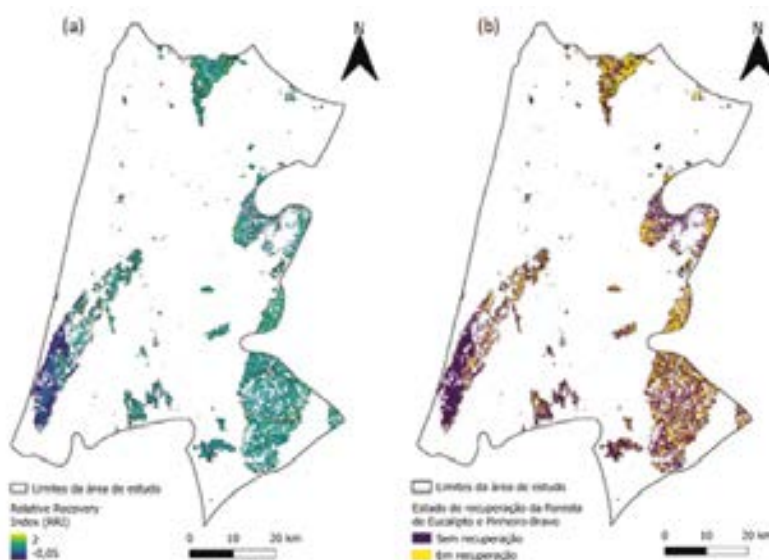 (a)
N
Limites da área de estudo
Relative Recovery
Index (RRI)
2
-0,05
0 10 20 km
(b)
N
Limites da área de estudo
Estado de recuperação da Floresta
de Eucalipto e Pinheiro-Bravo
Sem recuperação
Em recuperação
0 10 20 km